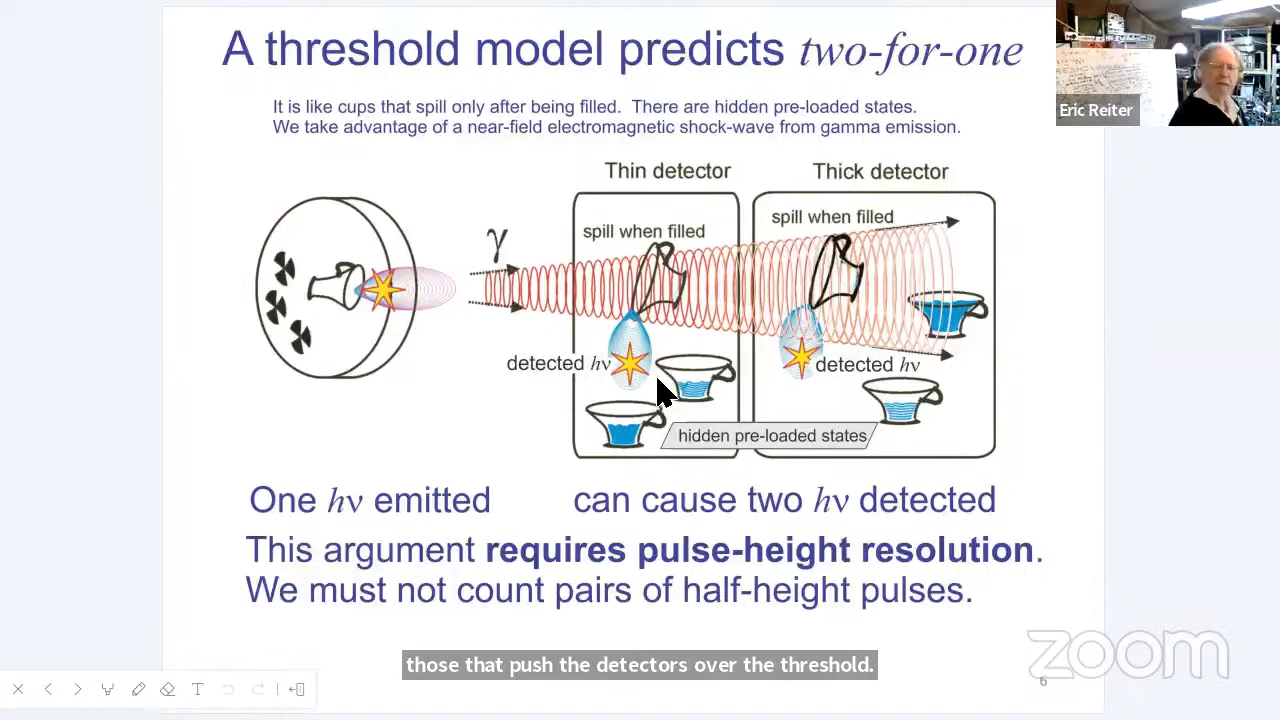 A threshold model predicts two-for-one
It is like cups that spill only after being filled. There are hidden pre-loaded states.
We take advantage of a near-field electromagnetic shock-wave from gamma emission.
Eric Reiter
Thin detector
Thick detector
spill when filled
spill when filled
γ
detected hν
detected hν
hidden pre-loaded states
One hν emitted
can cause two hν detected
This argument requires pulse-height resolution.
We must not count pairs of half-height pulses.
those that push the detectors over the threshold.
zoom
6
T